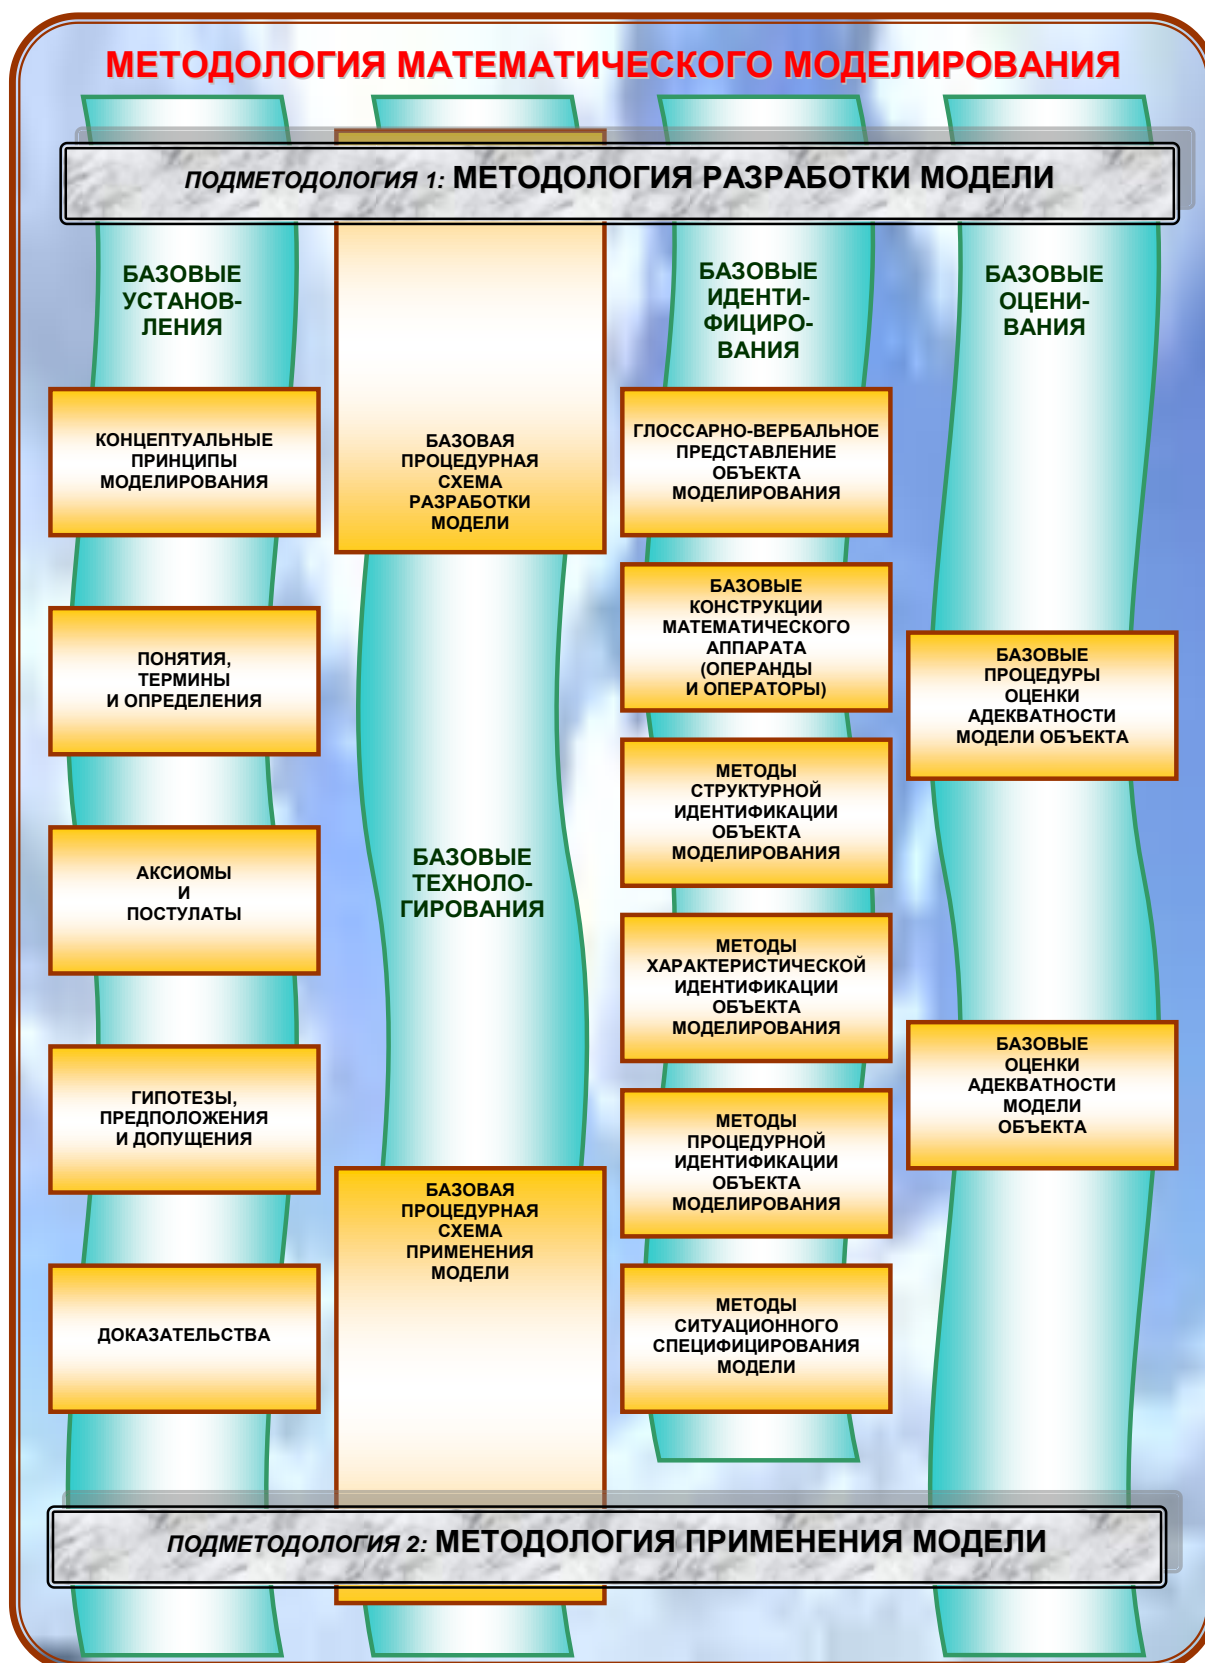 МЕТОДОЛОГИЯ МАТЕМАТИЧЕСКОГО МОДЕЛИРОВАНИЯ
ПОДМЕТОДОЛОГИЯ 1: МЕТОДОЛОГИЯ РАЗРАБОТКИ МОДЕЛИ
БАЗОВЫЕ
УСТАНОВ-
ЛЕНИЯ
КОНЦЕПТУАЛЬНЫЕ
ПРИНЦИПЫ
МОДЕЛИРОВАНИЯ
ПОНЯТИЯ,
ТЕРМИНЫ
И ОПРЕДЕЛЕНИЯ
АКСИОМЫ
И
ПОСТУЛАТЫ
ГИПОТЕЗЫ,
ПРЕДПОЛОЖЕНИЯ
И ДОПУЩЕНИЯ
ДОКАЗАТЕЛЬСТВА
БАЗОВАЯ
ПРОЦЕДУРНАЯ
СХЕМА
РАЗРАБОТКИ
МОДЕЛИ
БАЗОВЫЕ
ТЕХНОЛО-
ГИРОВАНИЯ
БАЗОВАЯ
ПРОЦЕДУРНАЯ
СХЕМА
ПРИМЕНЕНИЯ
МОДЕЛИ
БАЗОВЫЕ
ИДЕНТИ-
ФИЦИРО-
ВАНИЯ
ГЛОССАРНО-ВЕРБАЛЬНОЕ
ПРЕДСТАВЛЕНИЕ
ОБЪЕКТА
МОДЕЛИРОВАНИЯ
БАЗОВЫЕ
КОНСТРУКЦИИ
МАТЕМАТИЧЕСКОГО
АППАРАТА
(ОПЕРАНДЫ
И ОПЕРАТОРЫ)
МЕТОДЫ
СТРУКТУРНОЙ
ИДЕНТИФИКАЦИИ
ОБЪЕКТА
МОДЕЛИРОВАНИЯ
МЕТОДЫ
ХАРАКТЕРИСТИЧЕСКОЙ
ИДЕНТИФИКАЦИИ
ОБЪЕКТА
МОДЕЛИРОВАНИЯ
МЕТОДЫ
ПРОЦЕДУРНОЙ
ИДЕНТИФИКАЦИИ
ОБЪЕКТА
МОДЕЛИРОВАНИЯ
МЕТОДЫ
СИТУАЦИОННОГО
СПЕЦИФИЦИРОВАНИЯ
МОДЕЛИ
БАЗОВЫЕ
ОЦЕНИ-
ВАНИЯ
БАЗОВЫЕ
ПРОЦЕДУРЫ
ОЦЕНКИ
АДЕКВАТНОСТИ
МОДЕЛИ ОБЪЕКТА
БАЗОВЫЕ
ОЦЕНКИ
АДЕКВАТНОСТИ
МОДЕЛИ
ОБЪЕКТА
ПОДМЕТОДОЛОГИЯ 2: МЕТОДОЛОГИЯ ПРИМЕНЕНИЯ МОДЕЛИ